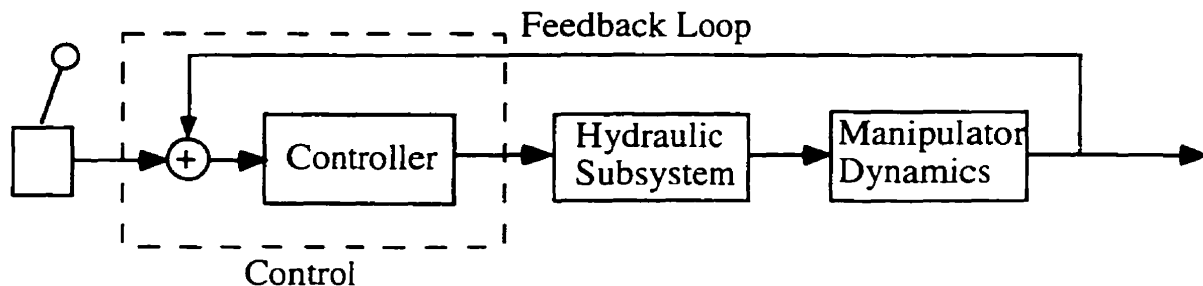 Feedback Loop
+
Controller
Hydraulic
Subsystem
Manipulator
Dynamics
Control